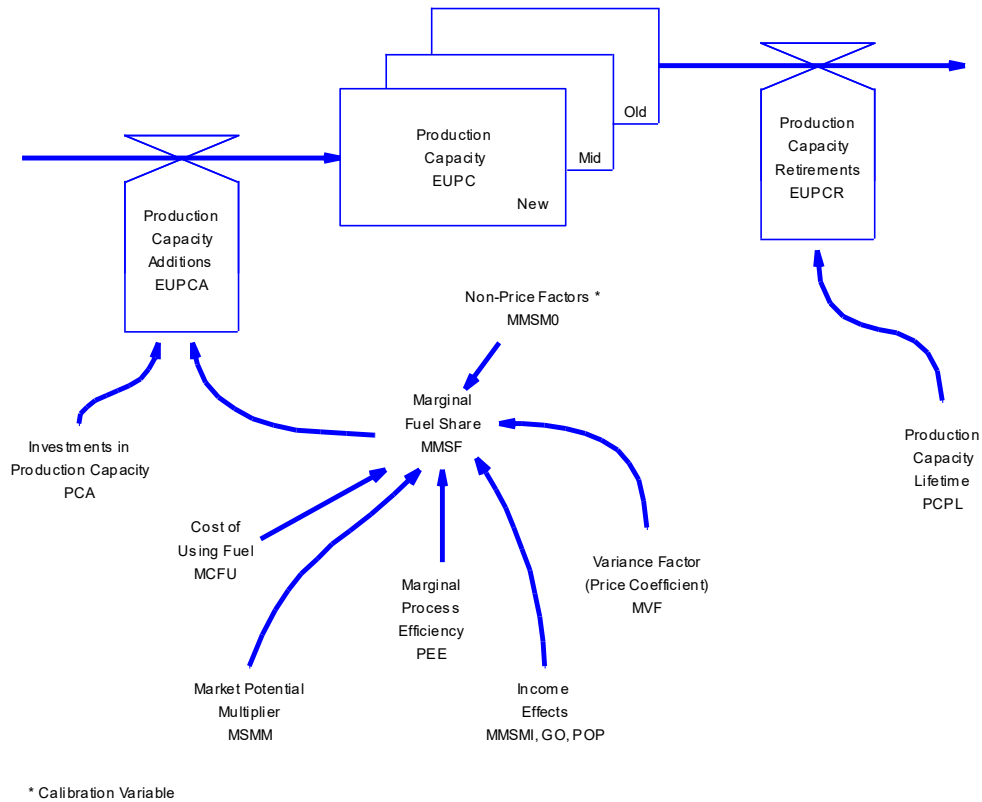 Old
Production
Capacity
EUPC
Mid
New
Production
Capacity
Retirements
EUPCR
Production
Capacity
Additions
EUPCA
Non-Price Factors *
MMSM0
Marginal
Fuel Share
MMSF
Investments in
Production Capacity
PCA
Production
Capacity
Lifetime
PCPL
Cost of
Using Fuel
MCFU
Marginal
Process
Efficiency
PEE
Variance Factor
(Price Coefficient)
MVF
Market Potential
Multiplier
MSMM
Income
Effects
MMSMI, GO, POP
* Calibration Variable